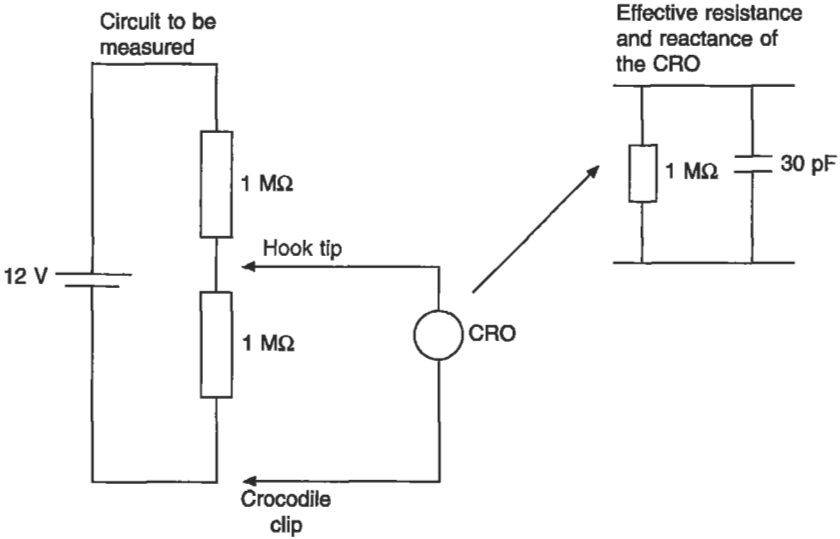 Circuit to be
measured
Effective resistance
and reactance of
the CRO
1 MΩ
1 MΩ
30 pF
Hook tip
12 V
CRO
1 MΩ
Crocodile
clip